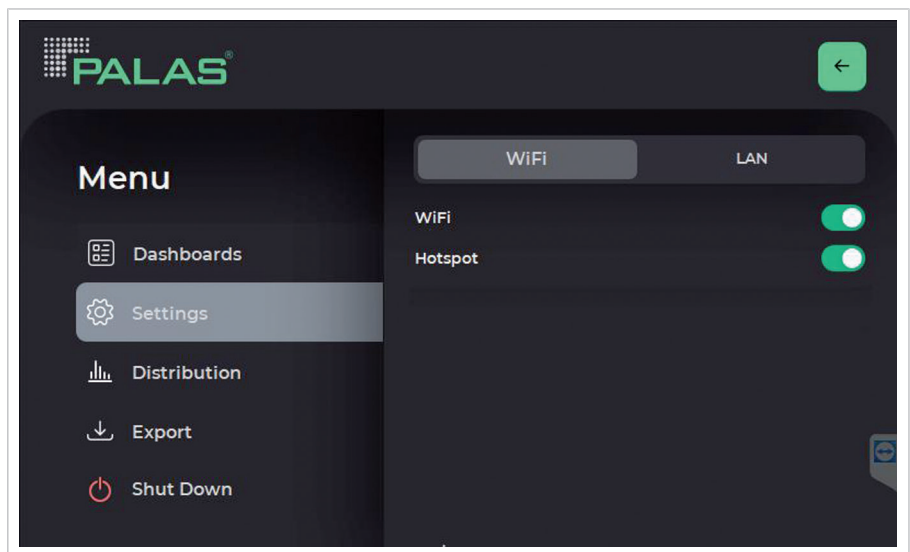 PALAS®
Menu
Dashboards
Settings
Distribution
Export
Shut Down
WiFi LAN
WiFi
Hotspot